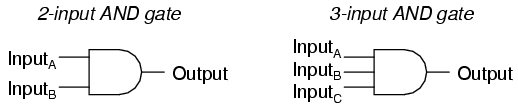 2-input AND gate
3-input AND gate
Input_A
Input_B
Output
Input_A
Input_B
Input_C
Output